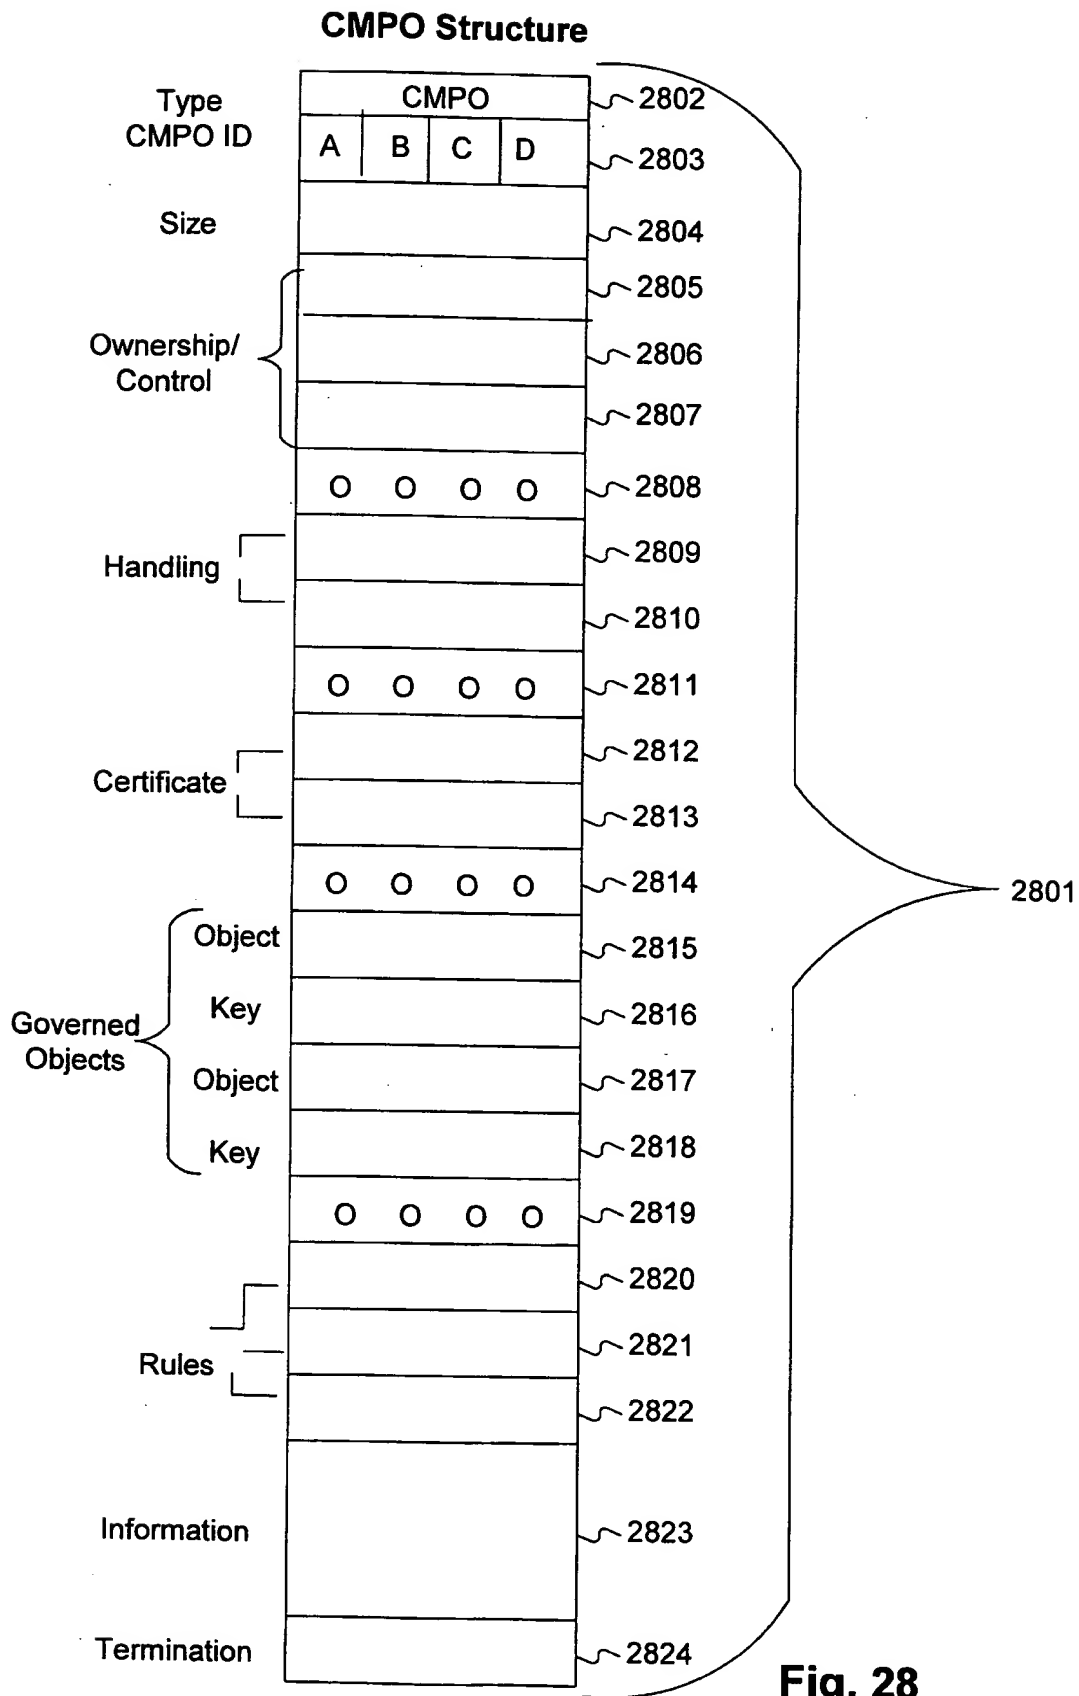 CMPO Structure
Type
CMPO ID
CMPO
2802
A B C D
2803
Size
2804
2805
Ownership/
Control
2806
2807
O O O O
2808
Handling
2809
2810
O O O O
2811
Certificate
2812
2813
O O O O
2814
2801
Governed
Objects
Object
2815
Key
2816
Object
2817
Key
2818
O O O O
2819
2820
Rules
2821
2822
Information
2823
Termination
2824
Fig. 28